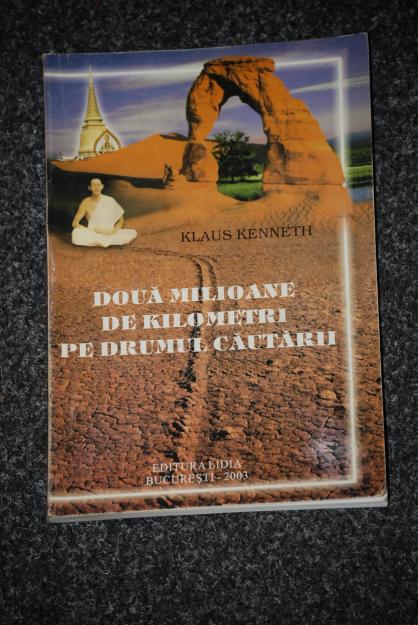 KLAUS KENNETH
DOUĂ MILIOANE
DE KILOMETRI
PE DRUMUL CĂUTĂRII
EDITURA LIDIA
BUCUREȘTI - 2003